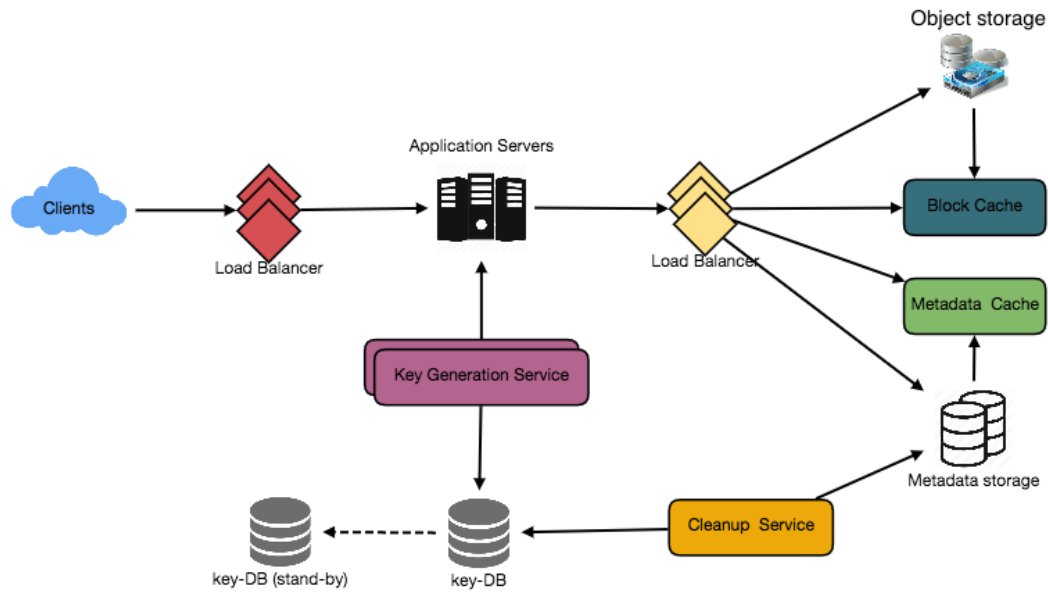 Object storage
Application Servers
Clients
Block Cache
Load Balancer
Load Balancer
Metadata Cache
Key Generation Service
Metadata storage
Cleanup Service
key-DB (stand-by)
key-DB